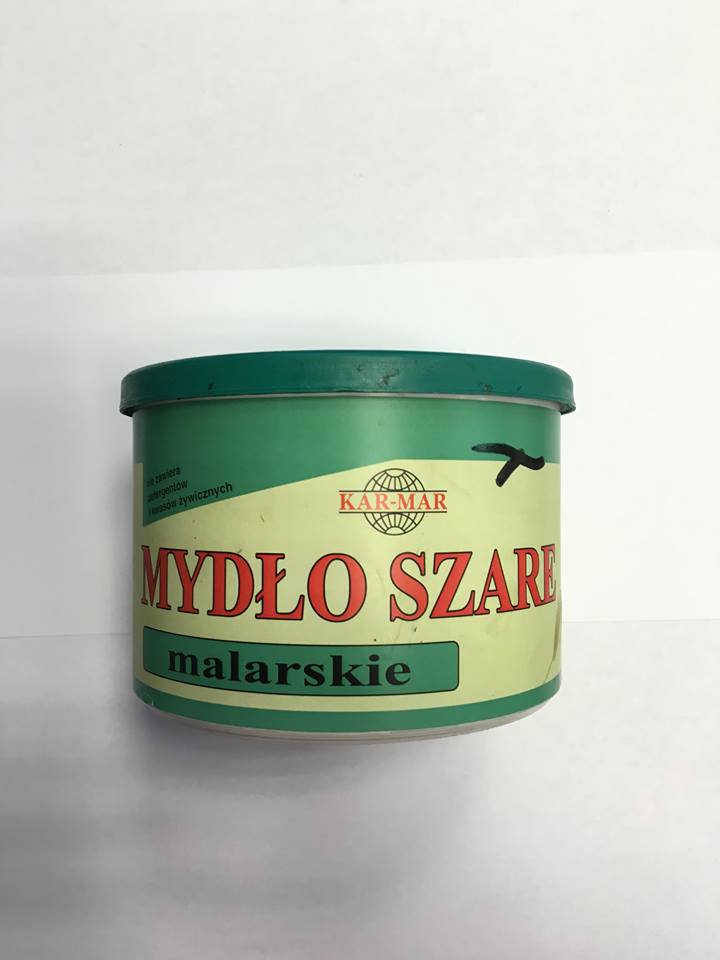 nie zawiera
detergentów
i kwasów żywicznych
KAR-MAR
MYDŁO SZARE
malarskie